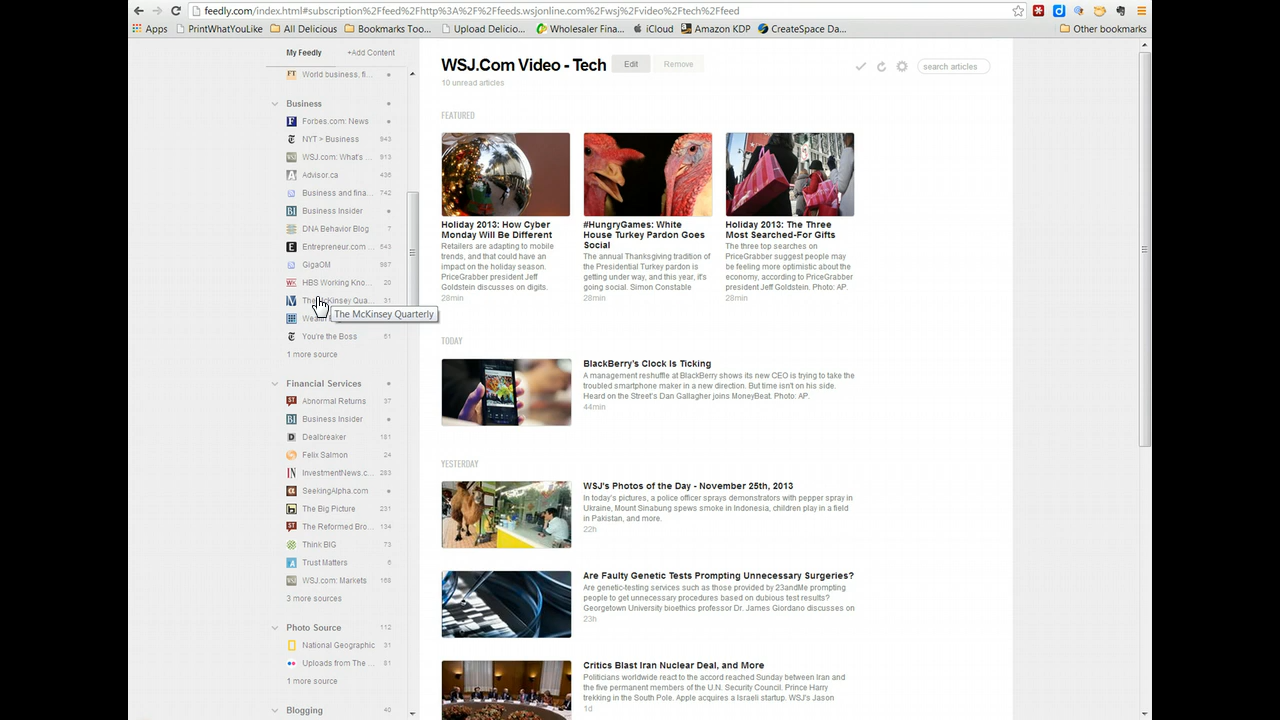 feedly.com/index.html#subscription%2Ffeed%2Fhttp%3A%2F%2Ffeeds.wsjonline.com%2Fwsj%2Fvideo%2Ftech%2Ffeed
Apps PrintWhatYouLike All Delicious Bookmarks Too... Upload Delicio... Wholesaler Fina... iCloud Amazon KDP CreateSpace Da... Other bookmarks
My Feedly +Add Content
World business, fi...
Business
Forbes.com: News
NYT > Business 943
WSJ.com: What's ... 913
Advisor.ca 436
Business and fina... 742
Business Insider
DNA Behavior Blog 7
Entrepreneur.com ... 543
GigaOM 987
HBS Working Kno... 20
The McKinsey Qua... 31
The McKinsey Quarterly
You're the Boss 61
1 more source
Financial Services
Abnormal Returns 37
Business Insider
Dealbreaker 181
Felix Salmon 24
InvestmentNews.c... 283
SeekingAlpha.com
The Big Picture 231
The Reformed Bro... 134
Think BIG 73
Trust Matters 6
WSJ.com: Markets 168
3 more sources
Photo Source 112
National Geographic 31
Uploads from The ... 81
1 more source
Blogging 40
WSJ.Com Video - Tech Edit Remove
search articles
10 unread articles
FEATURED
Holiday 2013: How Cyber
Monday Will Be Different
Retailers are adapting to mobile
trends, and that could have an
impact on the holiday season.
PriceGrabber president Jeff
Goldstein discusses on digits.
28min
#HungryGames: White
House Turkey Pardon Goes
Social
The annual Thanksgiving tradition of
the Presidential Turkey pardon is
getting under way, and this year, it's
going social. Simon Constable
28min
Holiday 2013: The Three
Most Searched-For Gifts
The three top searches on
PriceGrabber suggest people may
be feeling more optimistic about the
economy, according to PriceGrabber
president Jeff Goldstein. Photo: AP.
28min
TODAY
BlackBerry's Clock Is Ticking
A management reshuffle at BlackBerry shows its new CEO is trying to take the
troubled smartphone maker in a new direction. But time isn't on his side.
Heard on the Street's Dan Gallagher joins MoneyBeat. Photo: AP.
44min
YESTERDAY
WSJ's Photos of the Day - November 25th, 2013
In today's pictures, a police officer sprays demonstrators with pepper spray in
Ukraine, Mount Sinabung spews smoke in Indonesia, children play in a field
in Pakistan, and more.
22h
Are Faulty Genetic Tests Prompting Unnecessary Surgeries?
Are genetic-testing services such as those provided by 23andMe prompting
people to get unnecessary procedures based on dubious test results?
Georgetown University bioethics professor Dr. James Giordano discusses on
23h
Critics Blast Iran Nuclear Deal, and More
Politicians worldwide react to the accord reached Sunday between Iran and
the five permanent members of the U.N. Security Council. Prince Harry
trekking in the South Pole. Apple acquires a Israeli startup. WSJ's Jason
1d